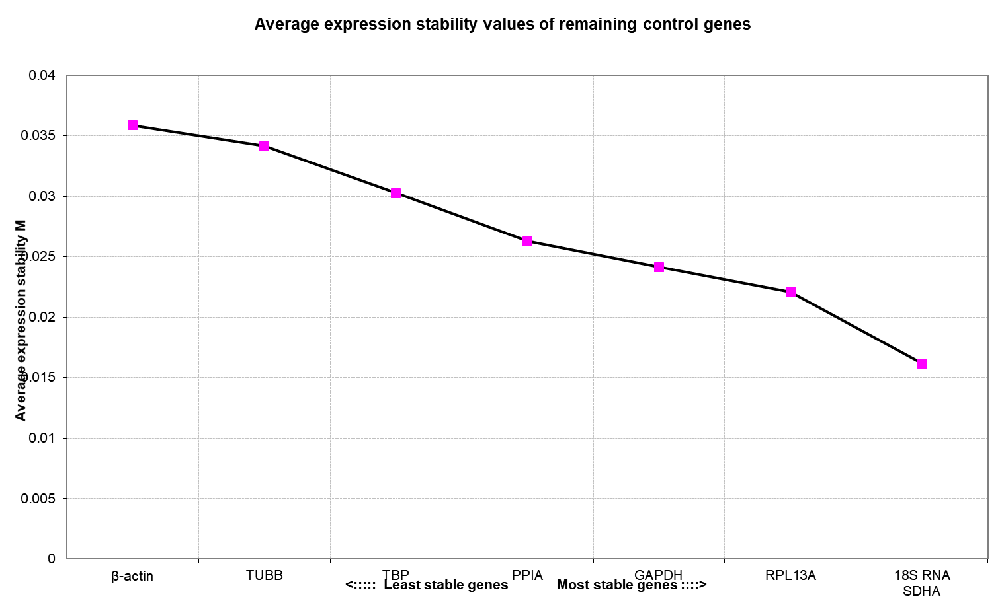 Average expression stability values of remaining control genes
0.04
0.035
0.03
0.025
0.02
0.015
0.01
0.005
0
Average expression stability M
β-actin
TUBB
TBP
PPIA
GAPDH
RPL13A
18S RNA
SDHA
<::::: Least stable genes
Most stable genes ::::>